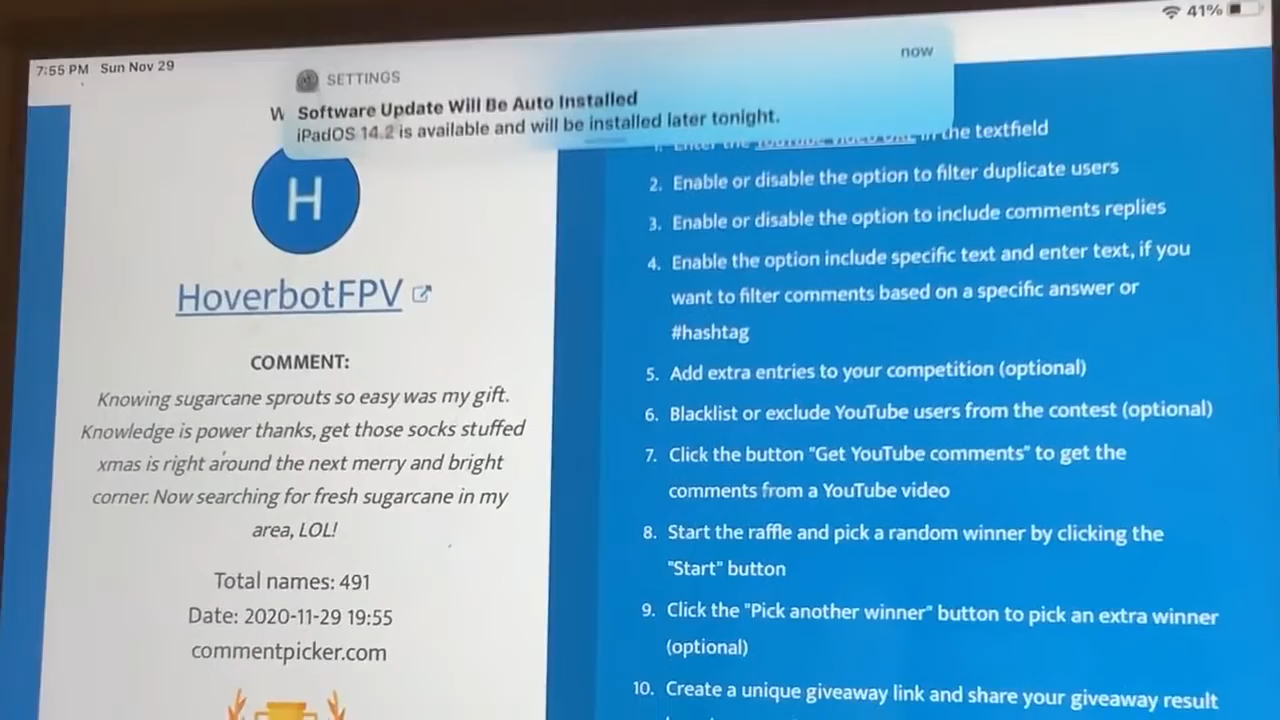 7:55 PM Sun Nov 29
41%
SETTINGS
now
W
Software Update Will Be Auto Installed
iPadOS 14.2 is available and will be installed later tonight.
H
HoverbotFPV
COMMENT:
Knowing sugarcane sprouts so easy was my gift.
Knowledge is power thanks, get those socks stuffed
xmas is right around the next merry and bright
corner. Now searching for fresh sugarcane in my
area, LOL!
Total names: 491
Date: 2020-11-29 19:55
commentpicker.com
1. Enter the in the textfield
2. Enable or disable the option to filter duplicate users
3. Enable or disable the option to include comments replies
4. Enable the option include specific text and enter text, if you
want to filter comments based on a specific answer or
#hashtag
5. Add extra entries to your competition (optional)
6. Blacklist or exclude YouTube users from the contest (optional)
7. Click the button "Get YouTube comments" to get the
comments from a YouTube video
8. Start the raffle and pick a random winner by clicking the
"Start" button
9. Click the "Pick another winner" button to pick an extra winner
(optional)
10. Create a unique giveaway link and share your giveaway result